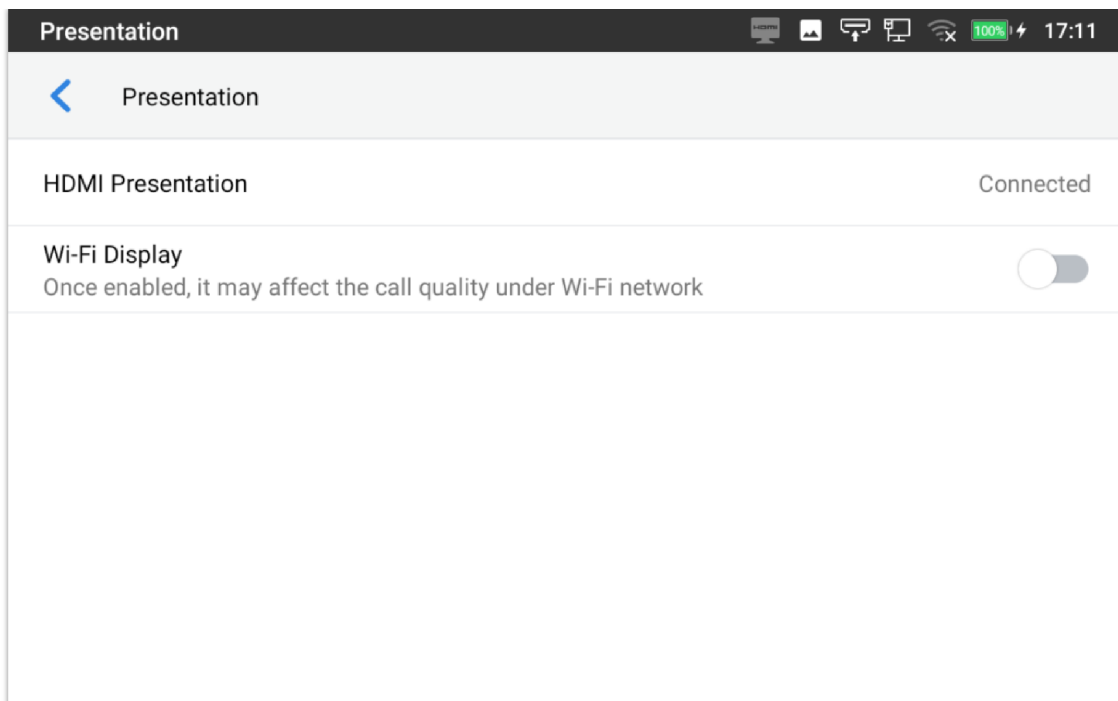 Presentation
HDMI
100%
17:11
Presentation
HDMI Presentation
Connected
Wi-Fi Display
Once enabled, it may affect the call quality under Wi-Fi network